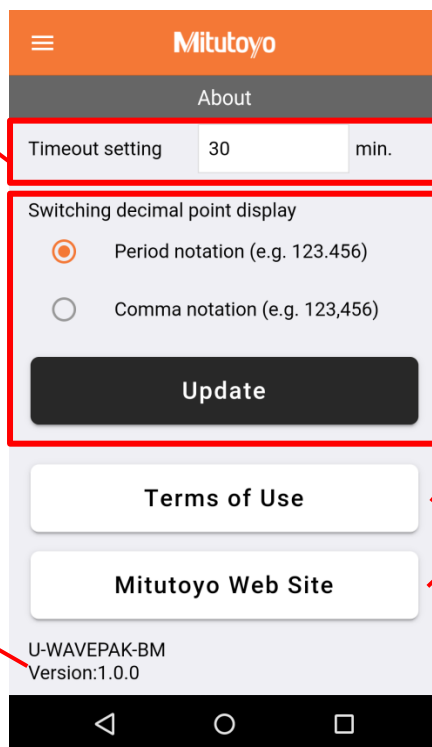 Mitutoyo
About
Timeout setting 30 min.
Switching decimal point display
Period notation (e.g. 123.456)
Comma notation (e.g. 123,456)
Update
Terms of Use
Mitutoyo Web Site
U-WAVEPAK-BM
Version:1.0.0